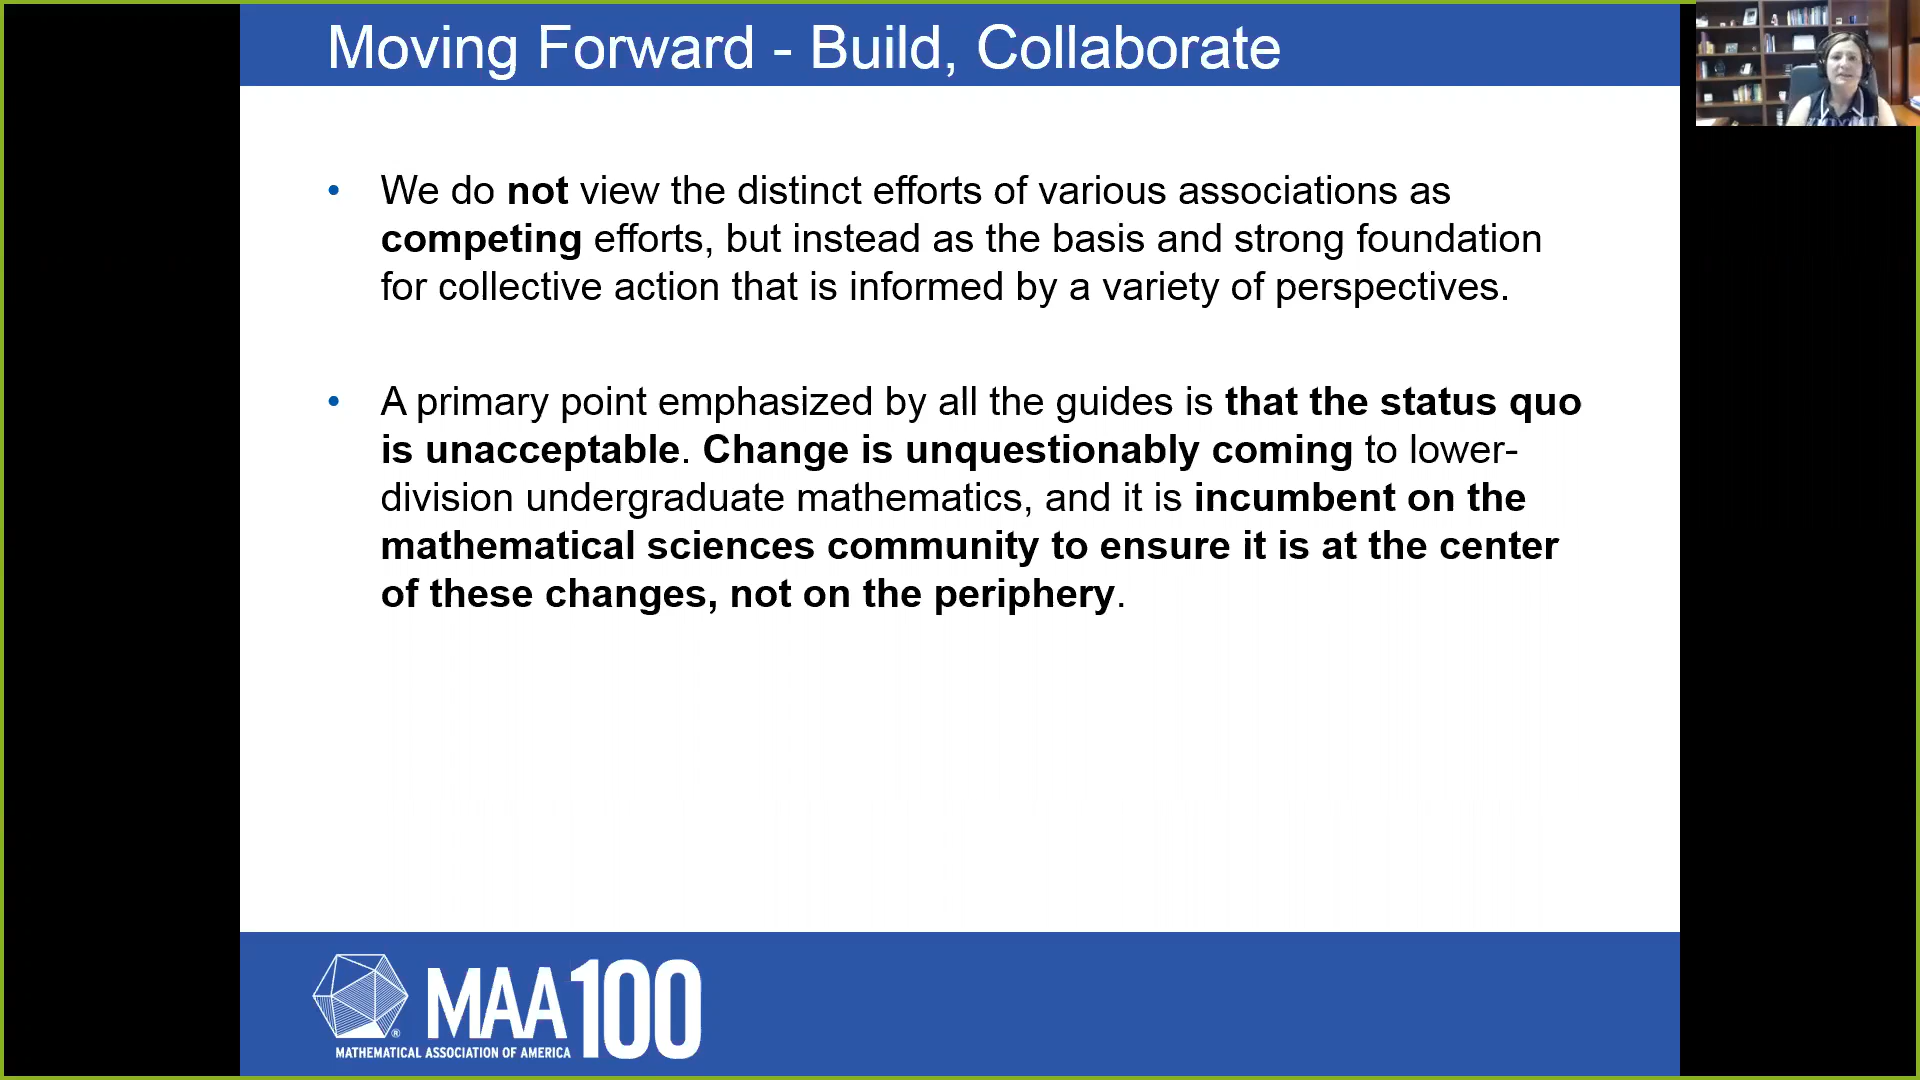 Moving Forward - Build, Collaborate
• We do not view the distinct efforts of various associations as
competing efforts, but instead as the basis and strong foundation
for collective action that is informed by a variety of perspectives.
• A primary point emphasized by all the guides is that the status quo
is unacceptable. Change is unquestionably coming to lower-
division undergraduate mathematics, and it is incumbent on the
mathematical sciences community to ensure it is at the center
of these changes, not on the periphery.
MAA100
®
MATHEMATICAL ASSOCIATION OF AMERICA